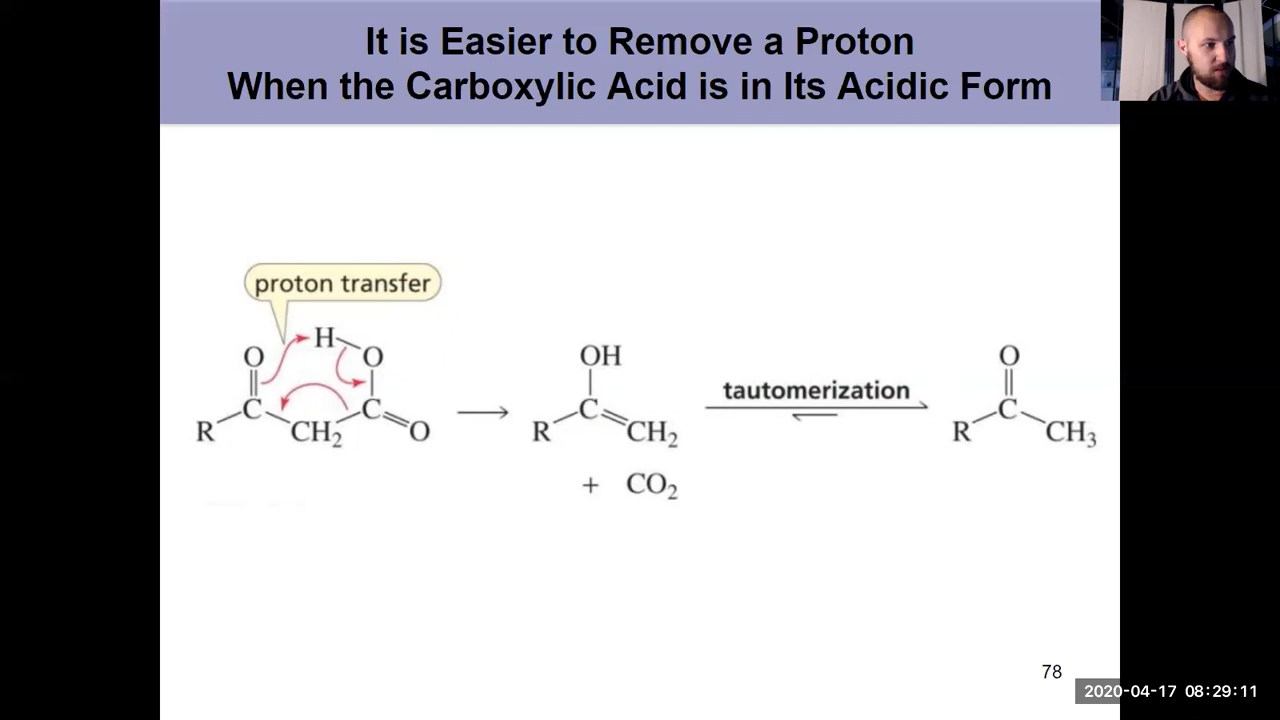 It is Easier to Remove a Proton
When the Carboxylic Acid is in Its Acidic Form
proton transfer
H
O
O
C
C
R
CH₂
O
OH
C
R
CH₂
+ CO₂
tautomerization
O
C
R
CH₃
78
2020-04-17 08:29:11